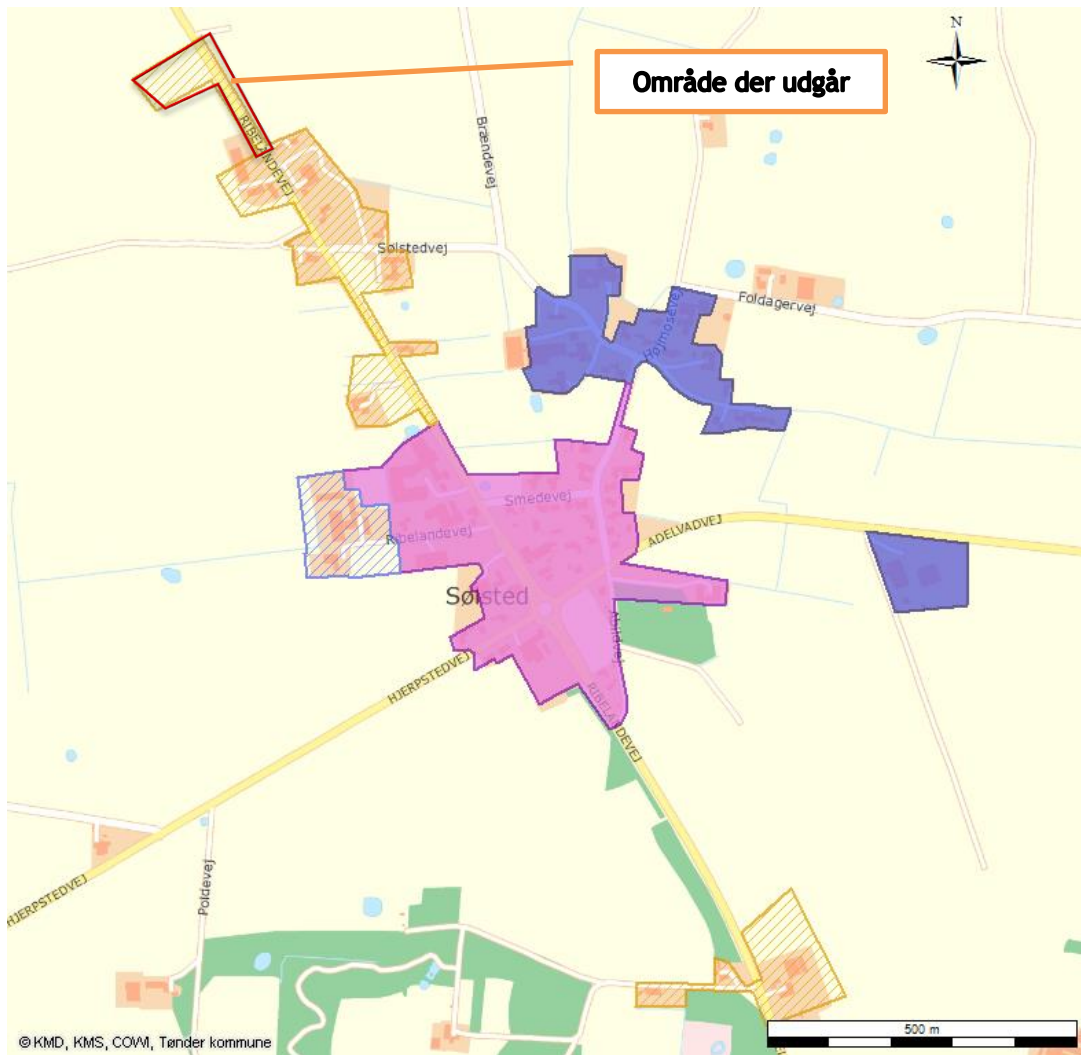 N
Område der udgår
RIBELANDEVEJ
Brændevej
Sølstedvej
Højmosevej
Foldagervej
Smedevej
Ribelandevej
ADELVADVEJ
Sølsted
HJERPSTEDVEJ
RIBELANDEVEJ
HJERPSTEDVEJ
Poldevej
500 m
© KMD, KMS, COWI, Tønder kommune